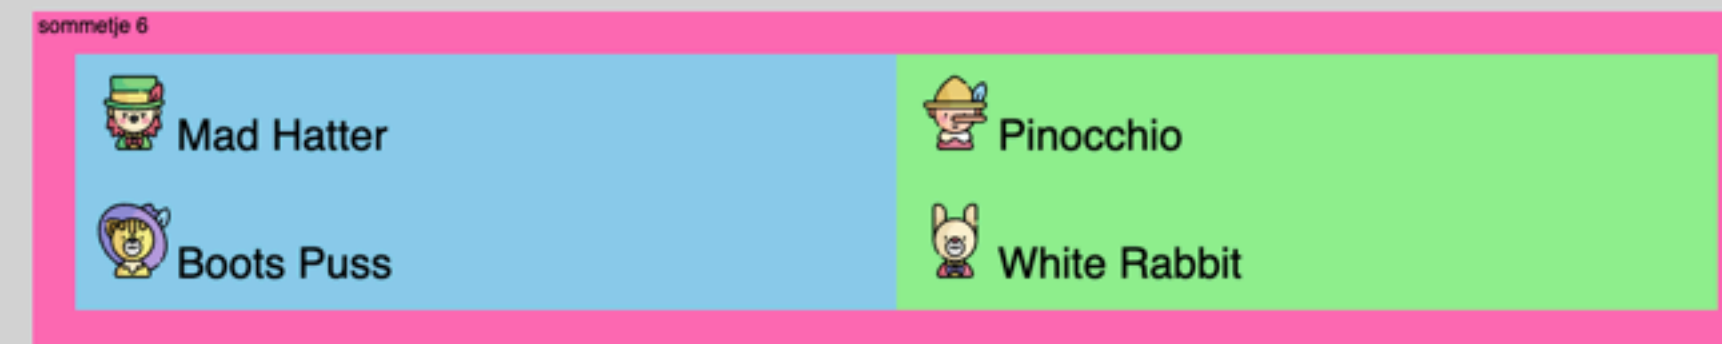 sommetje 6
Mad Hatter
Pinocchio
Boots Puss
White Rabbit